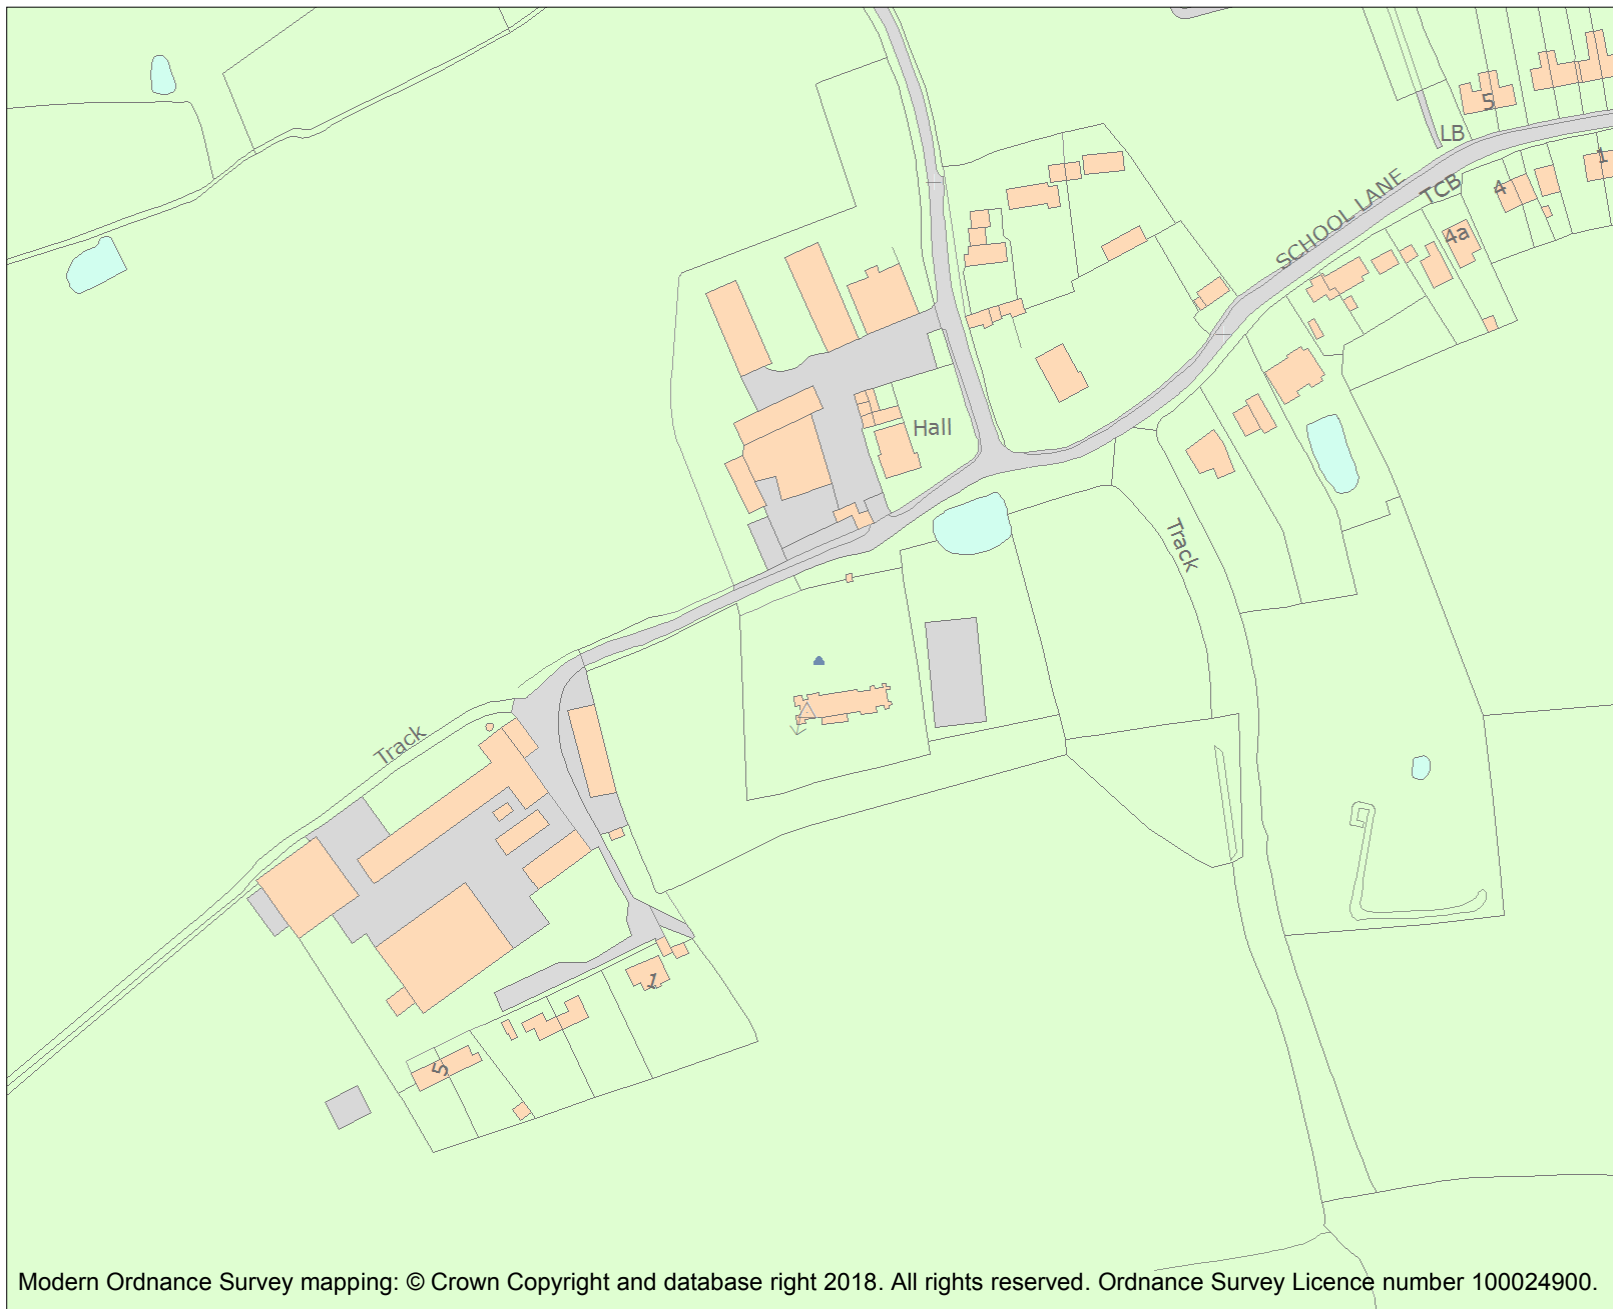 5
LB
1
SCHOOL LANE
TCB
4
4a
Hall
Track
Track
1
5
Modern Ordnance Survey mapping: © Crown Copyright and database right 2018. All rights reserved. Ordnance Survey Licence number 100024900.